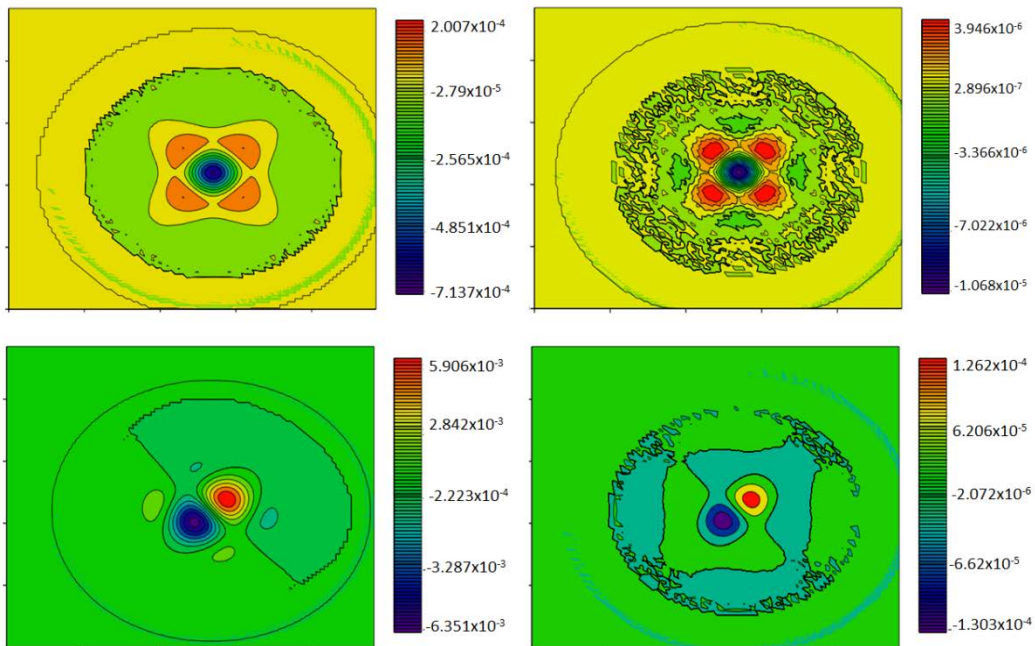 2.007x10⁻⁴
-2.79x10⁻⁵
-2.565x10⁻⁴
-4.851x10⁻⁴
-7.137x10⁻⁴
3.946x10⁻⁶
2.896x10⁻⁷
-3.366x10⁻⁶
-7.022x10⁻⁶
-1.068x10⁻⁵
5.906x10⁻³
2.842x10⁻³
-2.223x10⁻⁴
-3.287x10⁻³
-6.351x10⁻³
1.262x10⁻⁴
6.206x10⁻⁵
-2.072x10⁻⁶
-6.62x10⁻⁵
-1.303x10⁻⁴